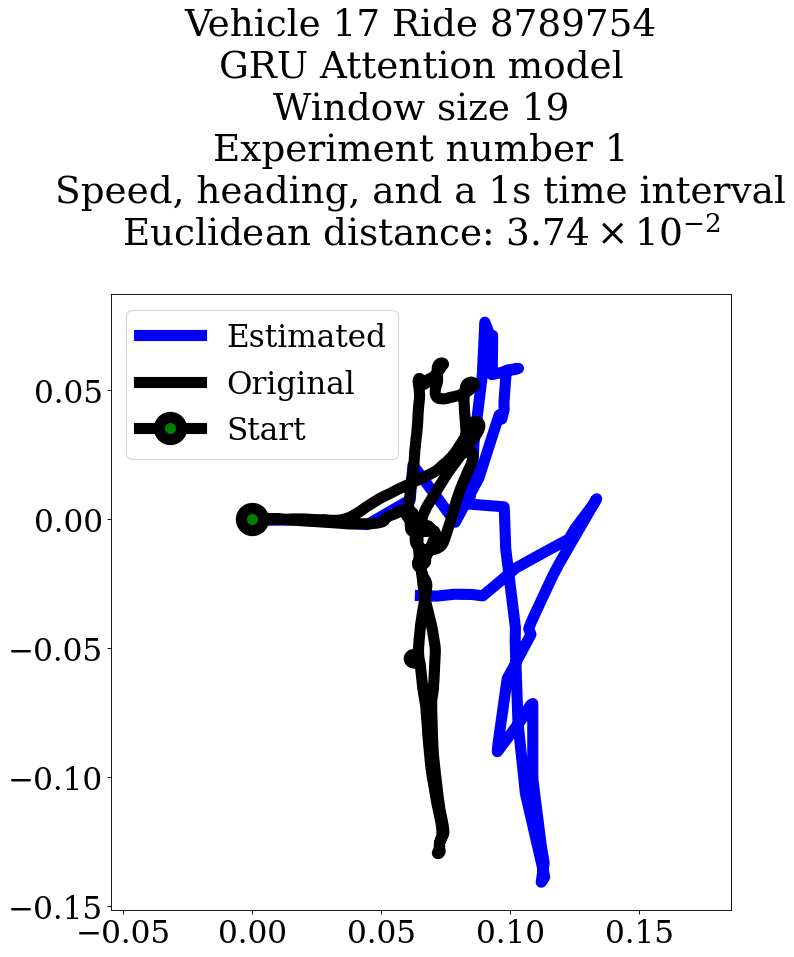 Vehicle 17 Ride 8789754
GRU Attention model
Window size 19
Experiment number 1
Speed, heading, and a 1s time interval
Euclidean distance: 3.74 × 10⁻²
Estimated
Original
Start
0.05
0.00
−0.05
−0.10
−0.15
−0.05 0.00 0.05 0.10 0.15